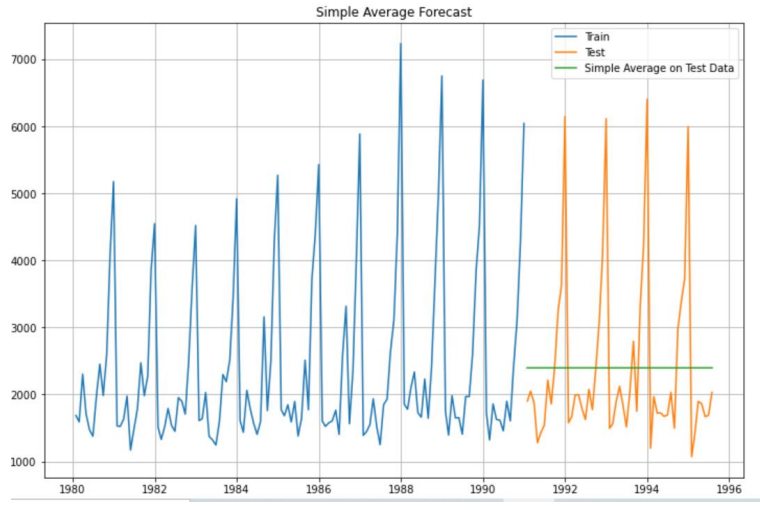 Simple Average Forecast
Train
Test
Simple Average on Test Data
7000
6000
5000
4000
3000
2000
1000
1980 1982 1984 1986 1988 1990 1992 1994 1996